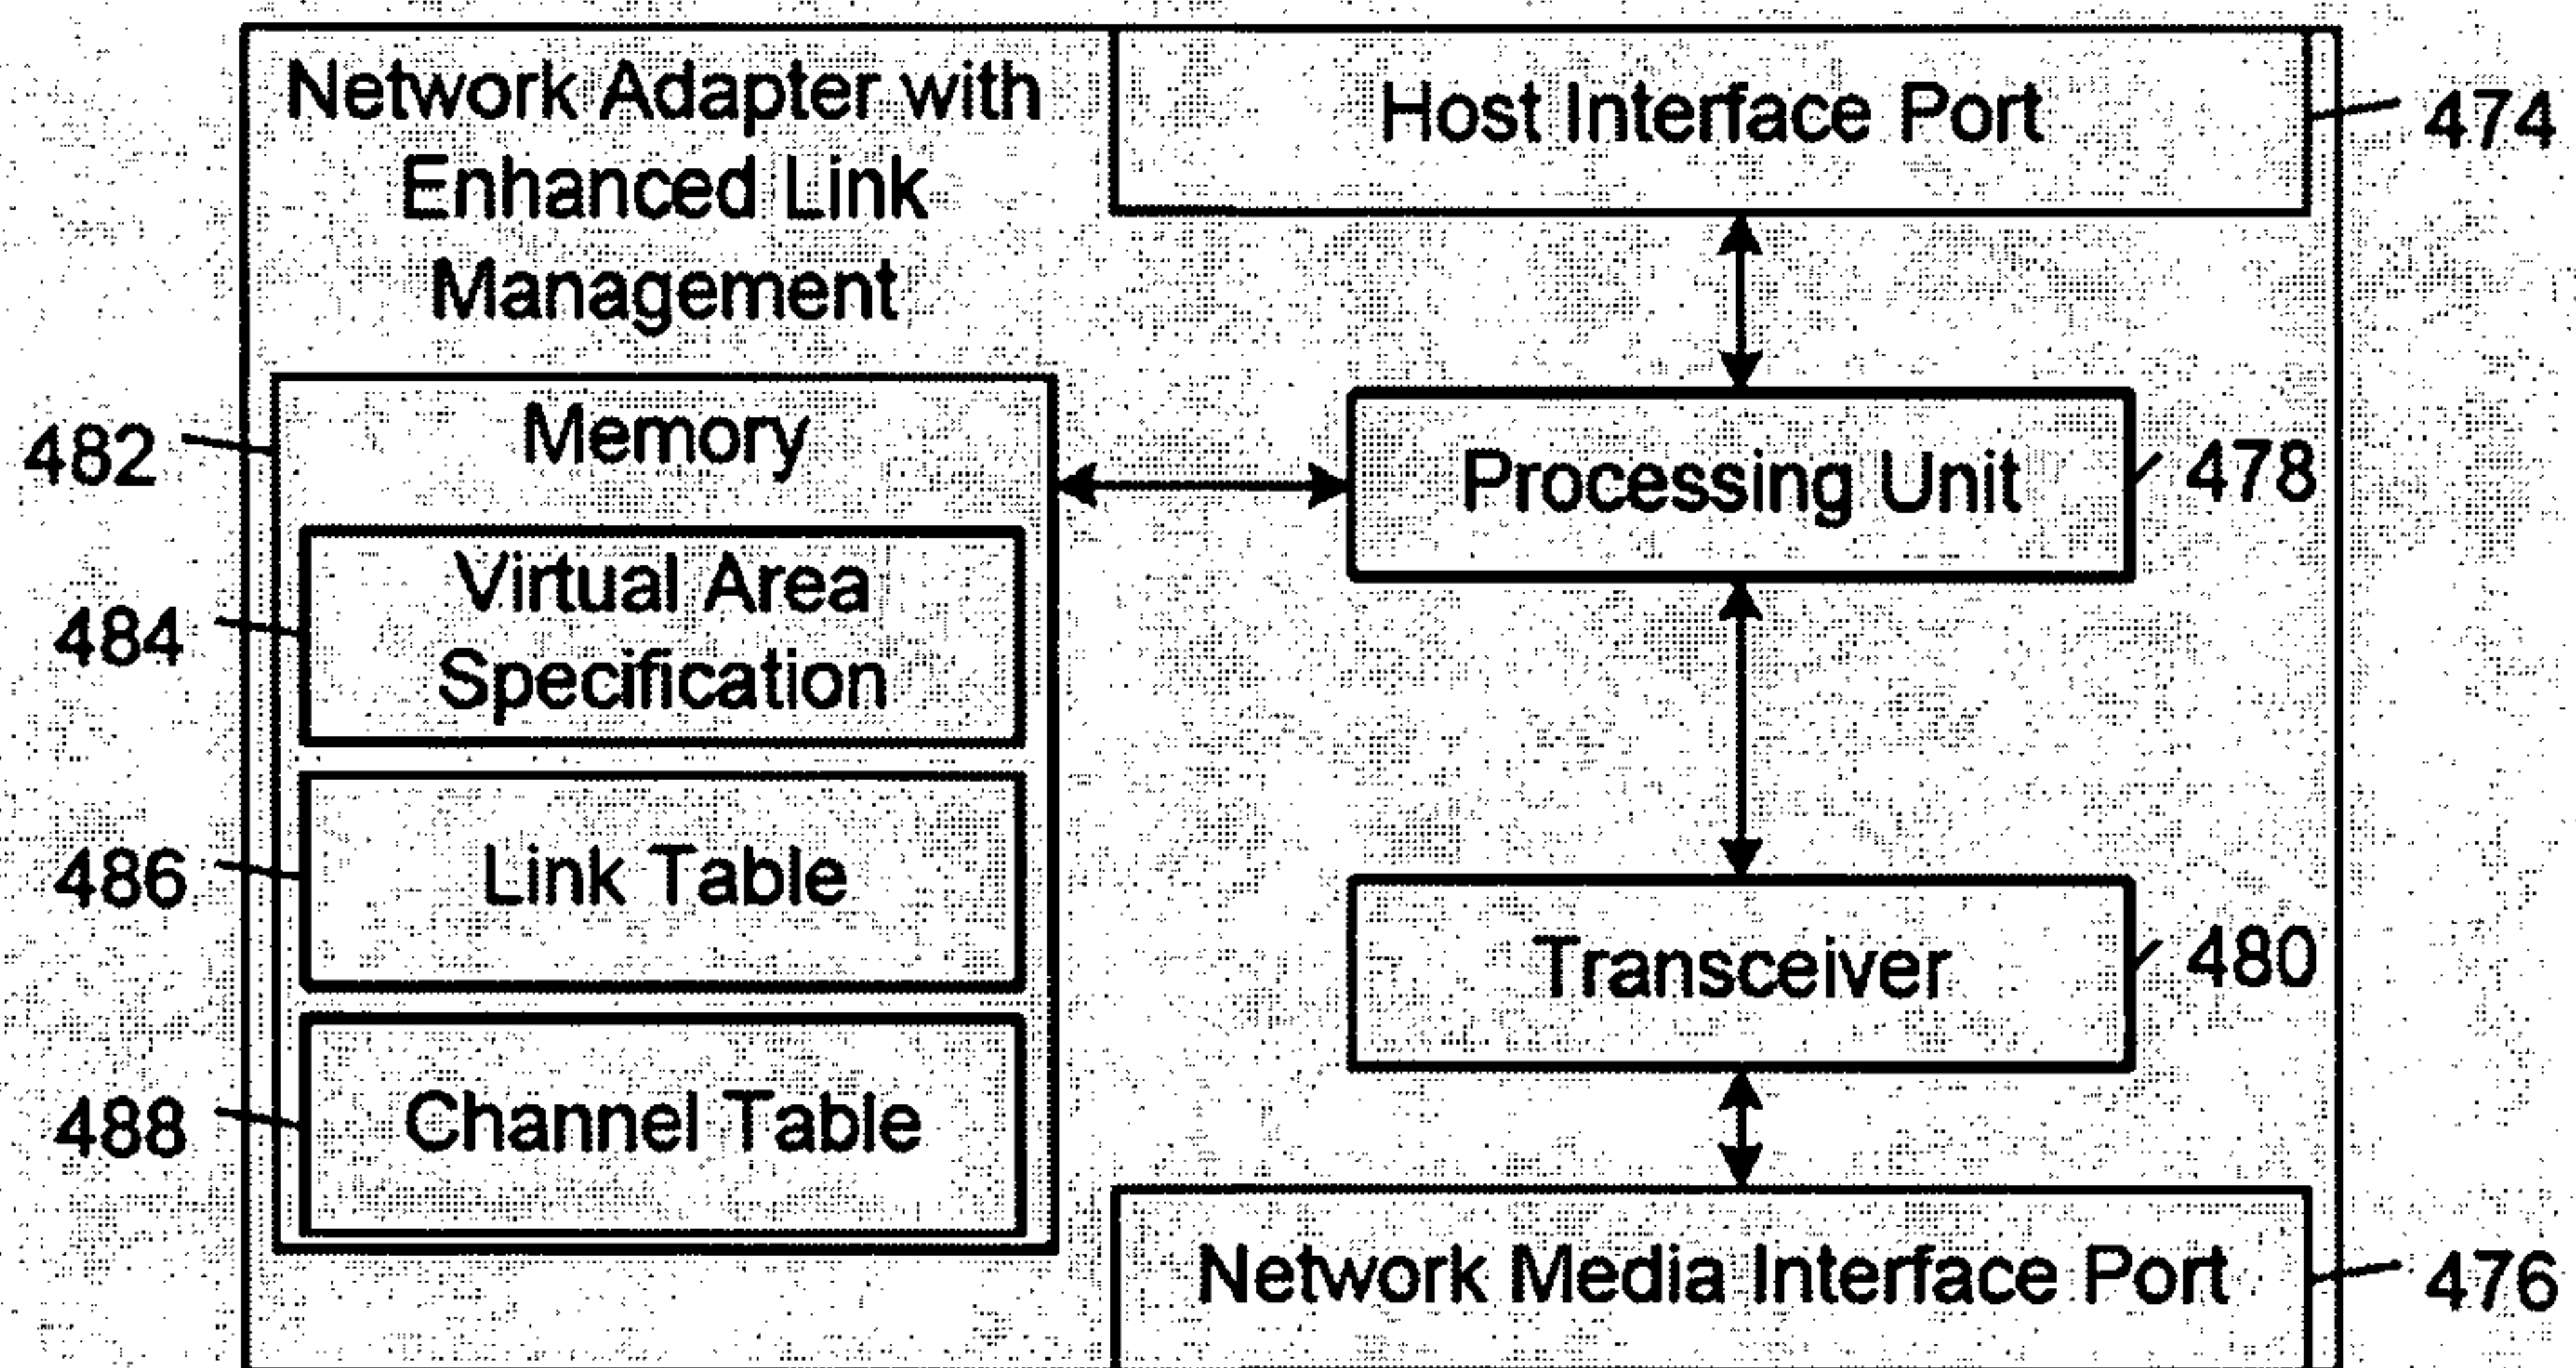 Network Adapter with
Enhanced Link
Management
Host Interface Port
474
482
Memory
Processing Unit
478
484
Virtual Area
Specification
486
Link Table
Transceiver
480
488
Channel Table
Network Media Interface Port
476